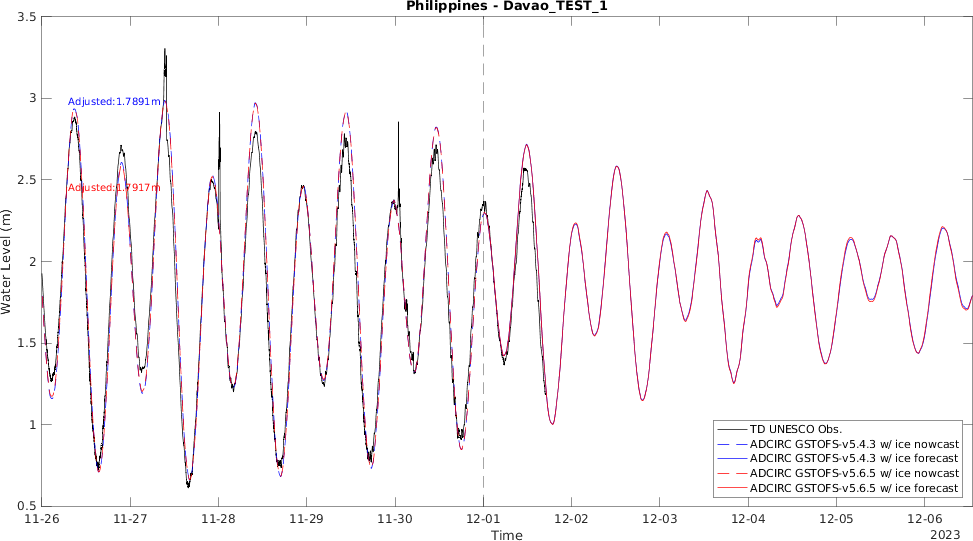 Philippines - Davao_TEST_1
3.5
3
2.5
2
1.5
1
0.5
Water Level (m)
Adjusted:1.7891m
Adjusted:1.7917m
TD UNESCO Obs.
ADCIRC GSTOFS-v5.4.3 w/ ice nowcast
ADCIRC GSTOFS-v5.4.3 w/ ice forecast
ADCIRC GSTOFS-v5.6.5 w/ ice nowcast
ADCIRC GSTOFS-v5.6.5 w/ ice forecast
11-26 11-27 11-28 11-29 11-30 12-01 12-02 12-03 12-04 12-05 12-06
2023
Time